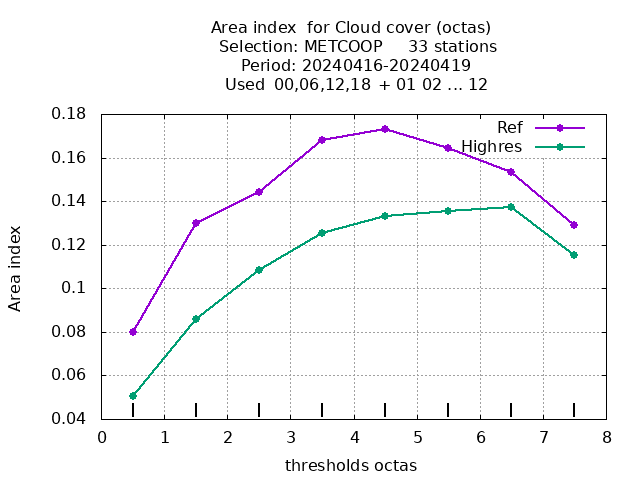 Area index  for Cloud cover (octas)
Selection: METCOOP     33 stations
Period: 20240416-20240419
Used  00,06,12,18 + 01 02 ... 12
Ref
Highres
0.18
0.16
0.14
0.12
0.1
0.08
0.06
0.04
Area index
0 1 2 3 4 5 6 7 8
thresholds octas